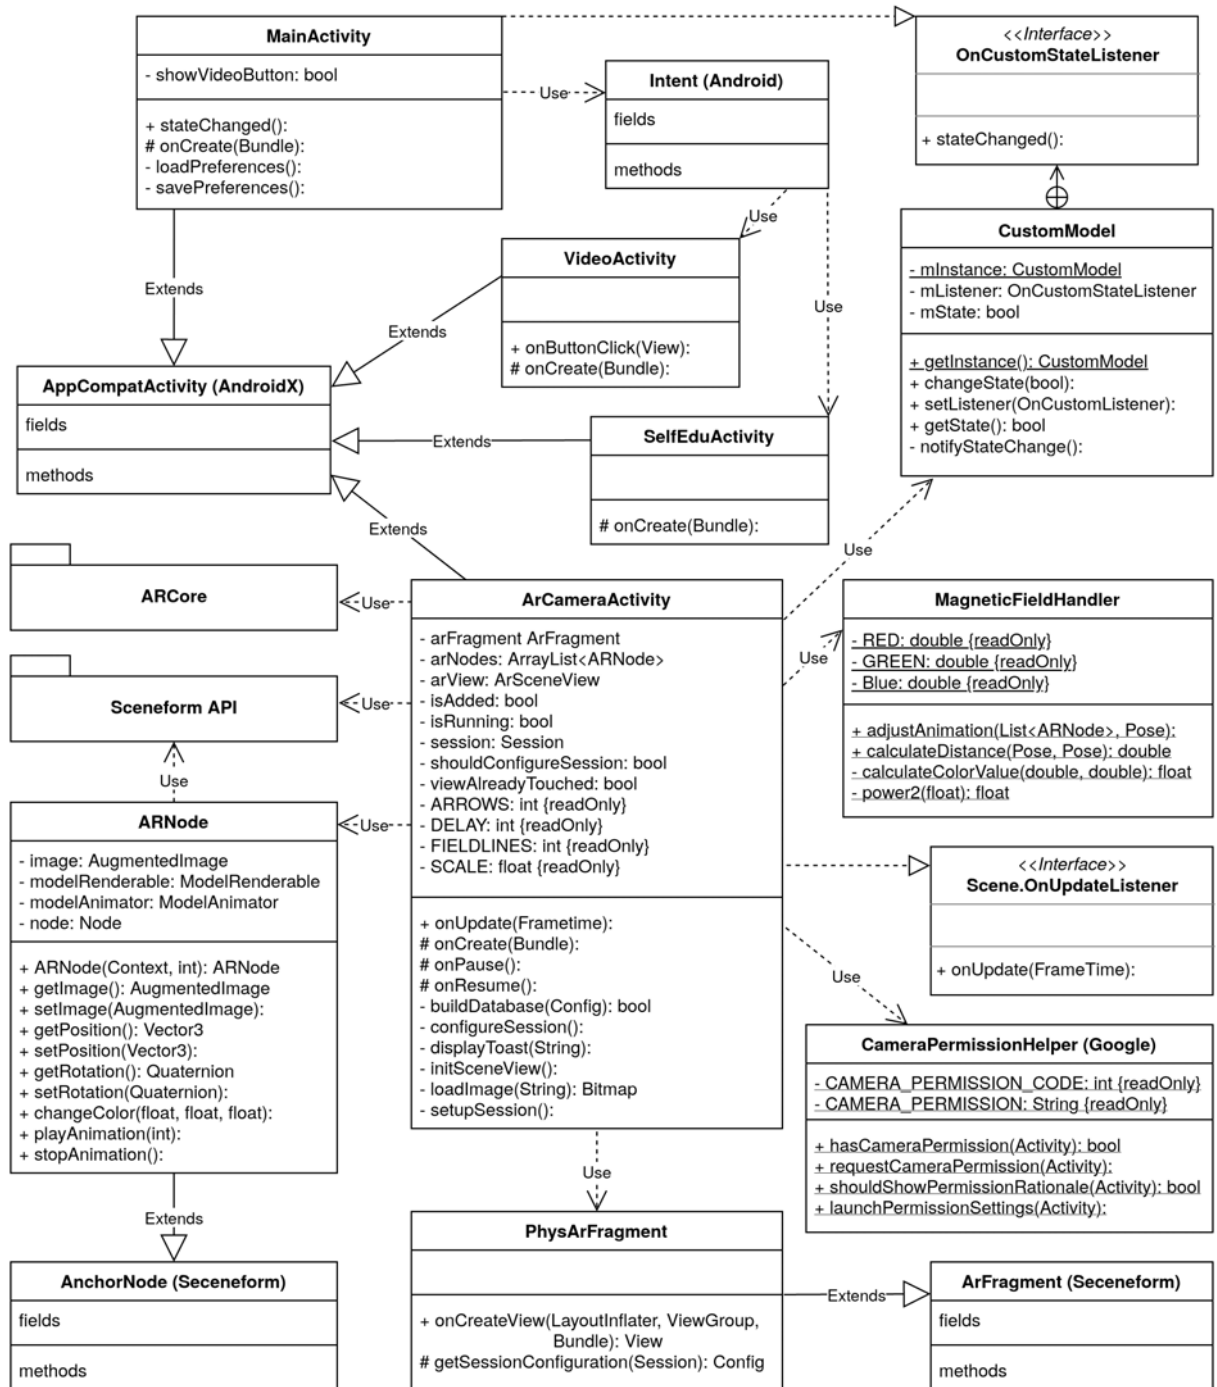 MainActivity
- showVideoButton: bool
+ stateChanged():
# onCreate(Bundle):
- loadPreferences():
- savePreferences():
Use
Intent (Android)
fields
methods
<<Interface>>
OnCustomStateListener
+ stateChanged():
Use
Use
Extends
VideoActivity
+ onButtonClick(View):
# onCreate(Bundle):
Extends
CustomModel
- mInstance: CustomModel
- mListener: OnCustomStateListener
- mState: bool
+ getInstance(): CustomModel
+ changeState(bool):
+ setListener(OnCustomListener):
+ getState(): bool
- notifyStateChange():
AppCompatActivity (AndroidX)
fields
methods
Extends
SelfEduActivity
# onCreate(Bundle):
Extends
Use
ARCore
Use
Sceneform API
Use
Use
ArCameraActivity
- arFragment ArFragment
- arNodes: ArrayList<ARNode>
- arView: ArSceneView
- isAdded: bool
- isRunning: bool
- session: Session
- shouldConfigureSession: bool
- viewAlreadyTouched: bool
- ARROWS: int {readOnly}
- DELAY: int {readOnly}
- FIELDLINES: int {readOnly}
- SCALE: float {readOnly}
+ onUpdate(Frametime):
# onCreate(Bundle):
# onPause():
# onResume():
- buildDatabase(Config): bool
- configureSession():
- displayToast(String):
- initSceneView():
- loadImage(String): Bitmap
- setupSession():
Use
MagneticFieldHandler
- RED: double {readOnly}
- GREEN: double {readOnly}
- Blue: double {readOnly}
+ adjustAnimation(List<ARNode>, Pose):
+ calculateDistance(Pose, Pose): double
- calculateColorValue(double, double): float
- power2(float): float
Use
ARNode
- image: AugmentedImage
- modelRenderable: ModelRenderable
- modelAnimator: ModelAnimator
- node: Node
+ ARNode(Context, int): ARNode
+ getImage(): AugmentedImage
+ setImage(AugmentedImage):
+ getPosition(): Vector3
+ setPosition(Vector3):
+ getRotation(): Quaternion
+ setRotation(Quaternion):
+ changeColor(float, float, float):
+ playAnimation(int):
+ stopAnimation():
<<Interface>>
Scene.OnUpdateListener
+ onUpdate(FrameTime):
Use
CameraPermissionHelper (Google)
- CAMERA_PERMISSION_CODE: int {readOnly}
- CAMERA_PERMISSION: String {readOnly}
+ hasCameraPermission(Activity): bool
+ requestCameraPermission(Activity):
+ shouldShowPermissionRationale(Activity): bool
+ launchPermissionSettings(Activity):
Extends
Use
AnchorNode (Seceneform)
fields
methods
PhysArFragment
+ onCreateView(LayoutInflater, ViewGroup,
Bundle): View
# getSessionConfiguration(Session): Config
Extends
ArFragment (Seceneform)
fields
methods